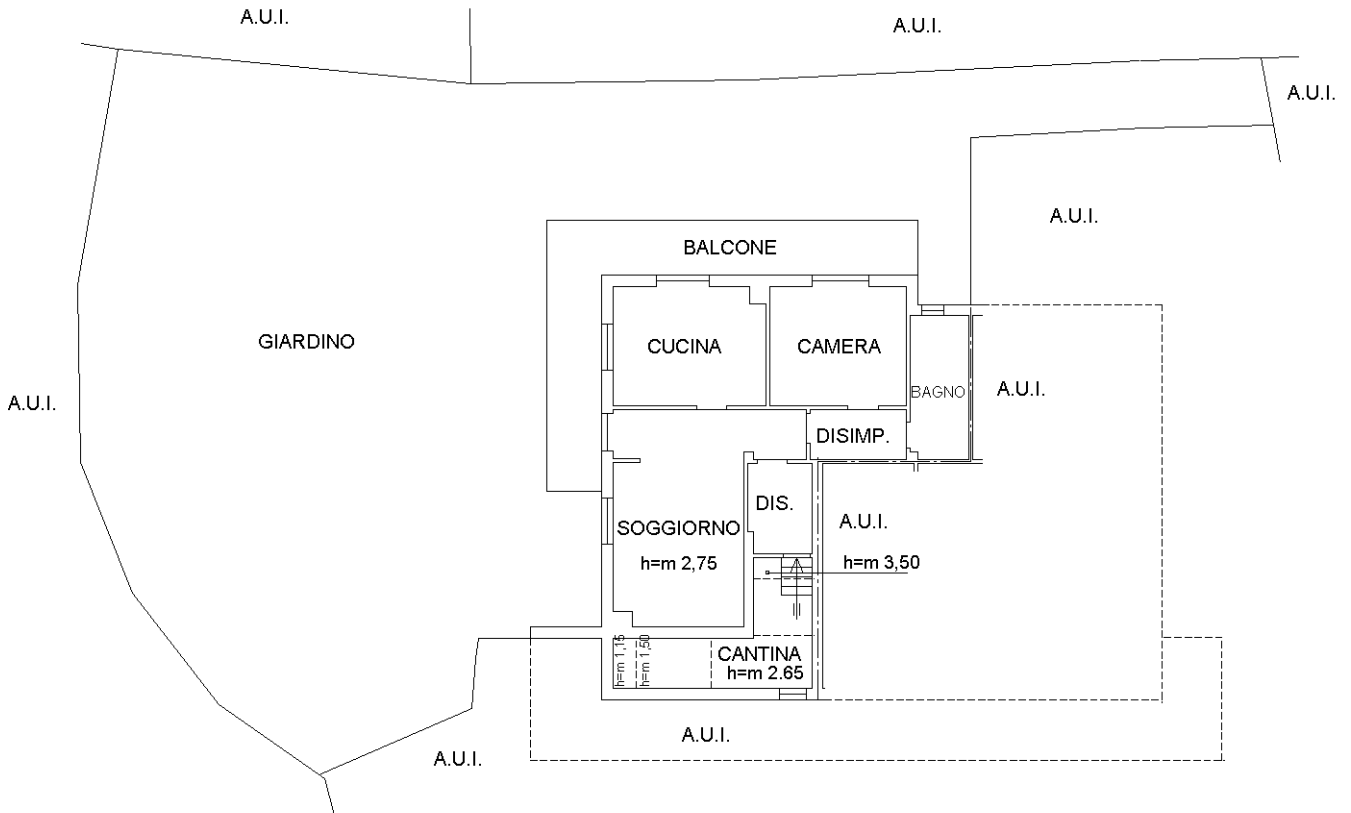 A.U.I.
A.U.I.
A.U.I.
A.U.I.
BALCONE
GIARDINO
CUCINA
CAMERA
BAGNO
A.U.I.
A.U.I.
DISIMP.
DIS.
SOGGIORNO
h=m 2,75
A.U.I.
h=m 3,50
h=m 1,15
h=m 1,50
CANTINA
h=m 2.65
A.U.I.
A.U.I.